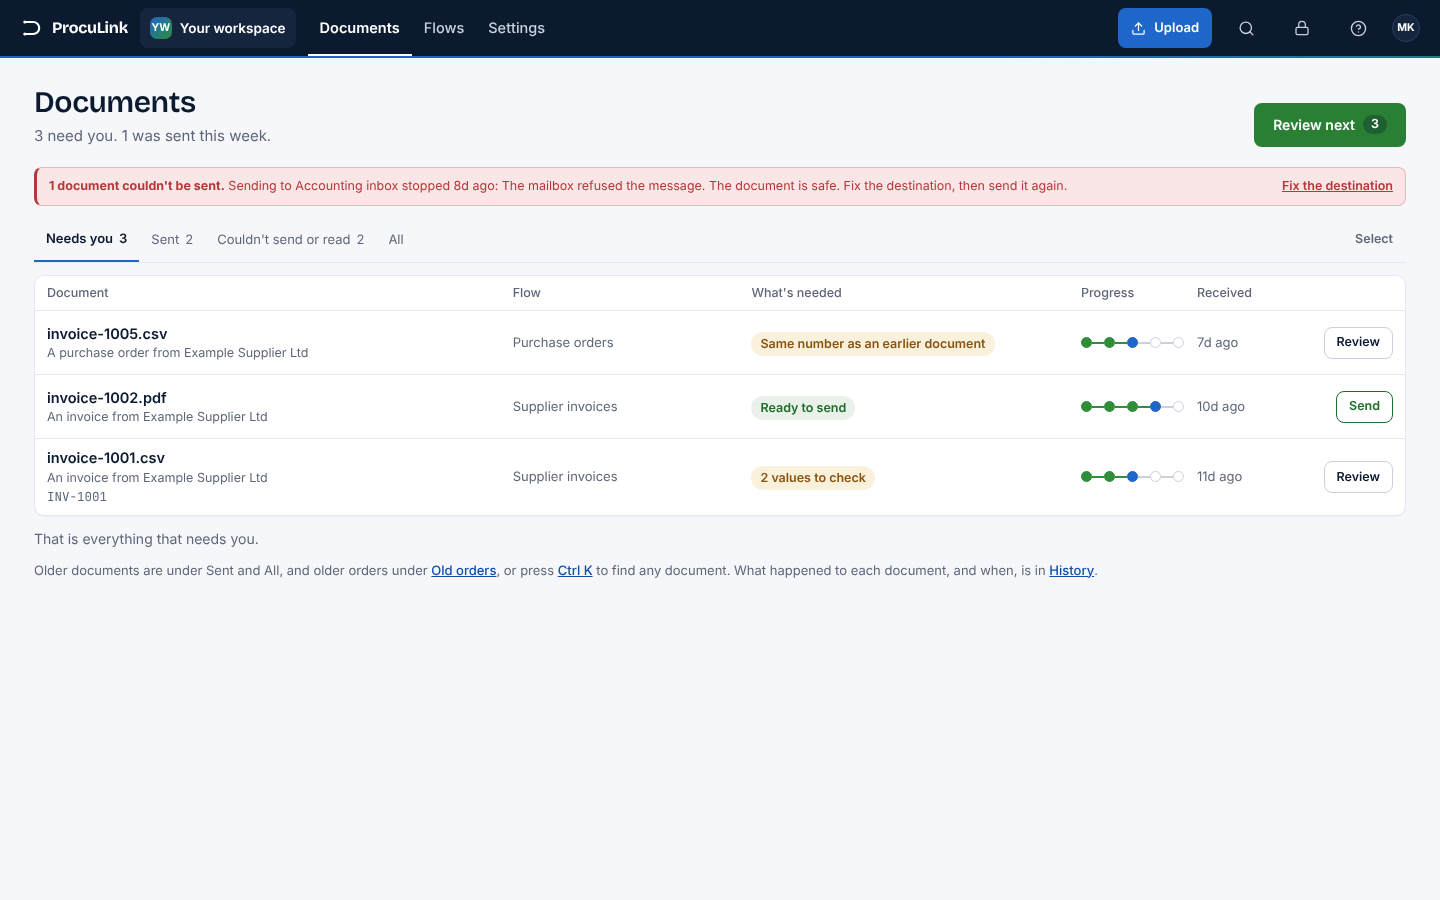 ProcuLink
YW Your workspace
Documents
Flows
Settings
Upload
MK
Documents
3 need you. 1 was sent this week.
Review next 3
1 document couldn't be sent. Sending to Accounting inbox stopped 8d ago: The mailbox refused the message. The document is safe. Fix the destination, then send it again.
Fix the destination
Needs you 3
Sent 2
Couldn't send or read 2
All
Select
Document Flow What's needed Progress Received
invoice-1005.csv
A purchase order from Example Supplier Ltd
Purchase orders
Same number as an earlier document
7d ago
Review
invoice-1002.pdf
An invoice from Example Supplier Ltd
Supplier invoices
Ready to send
10d ago
Send
invoice-1001.csv
An invoice from Example Supplier Ltd
INV-1001
Supplier invoices
2 values to check
11d ago
Review
That is everything that needs you.
Older documents are under Sent and All, and older orders under Old orders, or press Ctrl K to find any document. What happened to each document, and when, is in History.